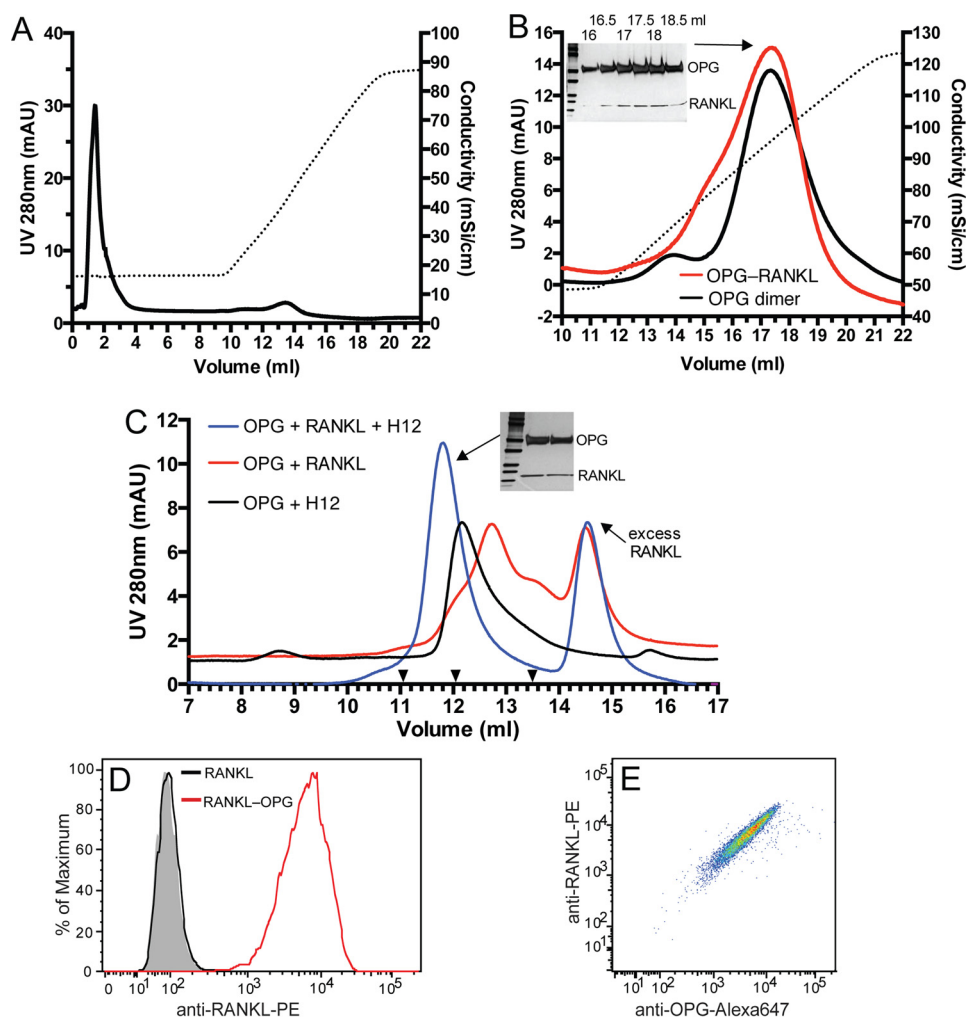 A
UV 280nm (mAU)
40
30
20
10
0
0 2 4 6 8 10 12 14 16 18 20 22
Volume (ml)
100
90
80
70
60
50
40
30
20
10
0
Conductivity (mSi/cm)
B
UV 280nm (mAU)
16
14
12
10
8
6
4
2
0
-2
16.5 17.5 18.5 ml
16 17 18
OPG
RANKL
OPG–RANKL
OPG dimer
10 11 12 13 14 15 16 17 18 19 20 21 22
Volume (ml)
130
120
110
100
90
80
70
60
50
40
Conductivity (mSi/cm)
C
UV 280nm (mAU)
12
10
8
6
4
2
0
OPG + RANKL + H12
OPG + RANKL
OPG + H12
OPG
RANKL
excess
RANKL
7 8 9 10 11 12 13 14 15 16 17
Volume (ml)
D
% of Maximum
100
80
60
40
20
0
RANKL
RANKL–OPG
0 10¹ 10² 10³ 10⁴ 10⁵
anti-RANKL-PE
E
anti-RANKL-PE
10⁵
10⁴
10³
10²
10¹
10¹ 10² 10³ 10⁴ 10⁵
anti-OPG-Alexa647